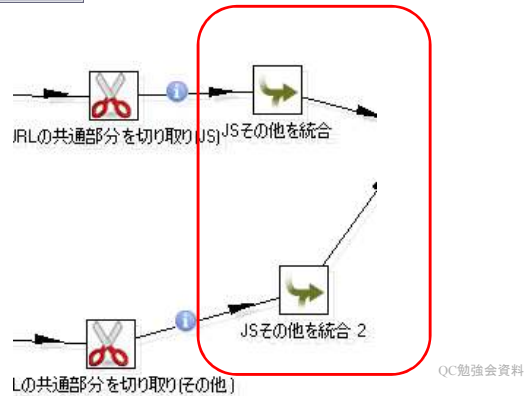 URLの共通部分を切り取り(JS)
JSその他を統合
JSその他を統合 2
Lの共通部分を切り取り(その他)
QC勉強会資料